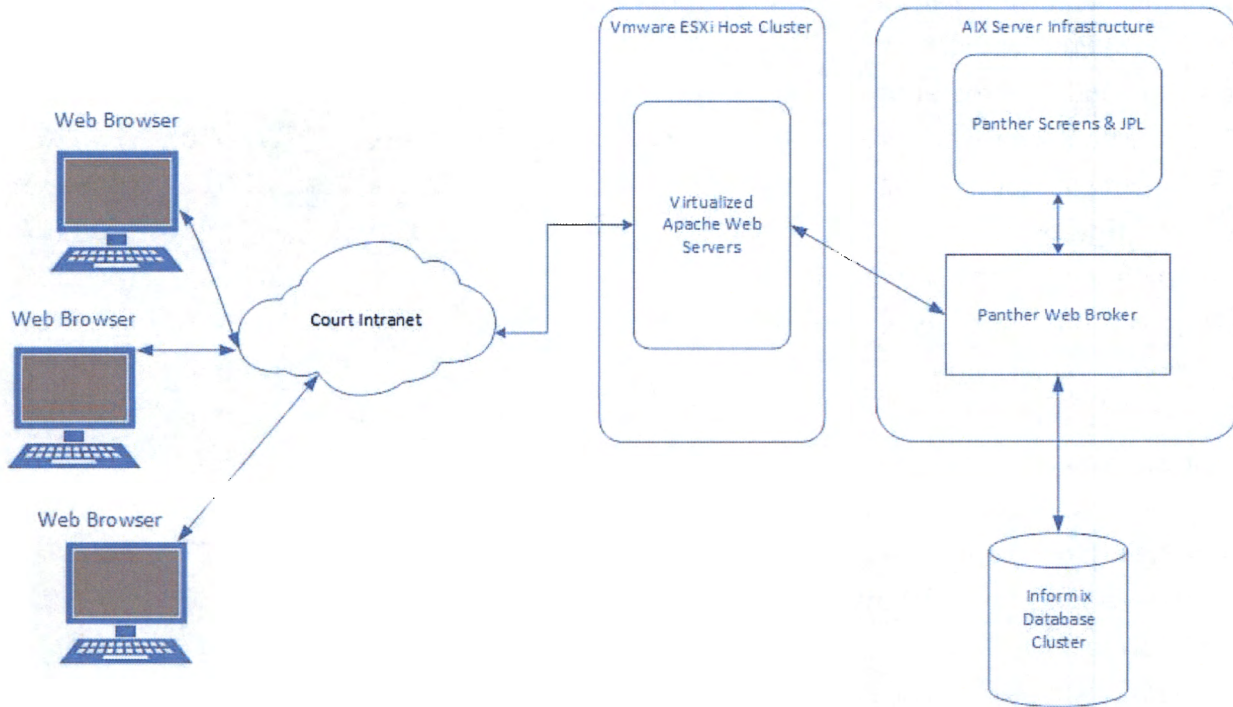 Vmware ESXi Host Cluster
AIX Server Infrastructure
Web Browser
Panther Screens & JPL
Virtualized
Apache Web
Servers
Web Browser
Court Intranet
Panther Web Broker
Web Browser
Informix
Database
Cluster